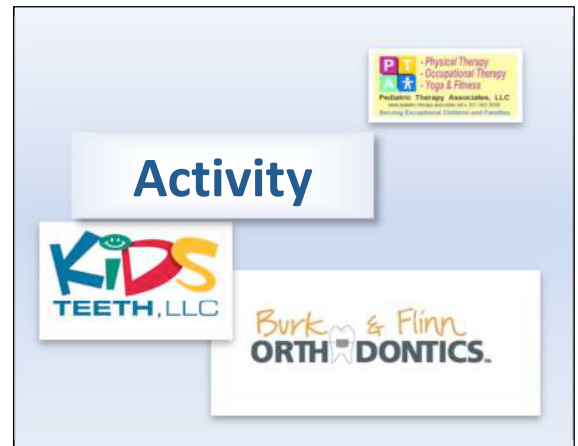 P T A
- Physical Therapy
- Occupational Therapy
- Yoga & Fitness
Pediatric Therapy Associates, LLC
Serving Exceptional Children and Families
Activity
KiDS
TEETH, LLC
Burk & Flinn
ORTHODONTICS